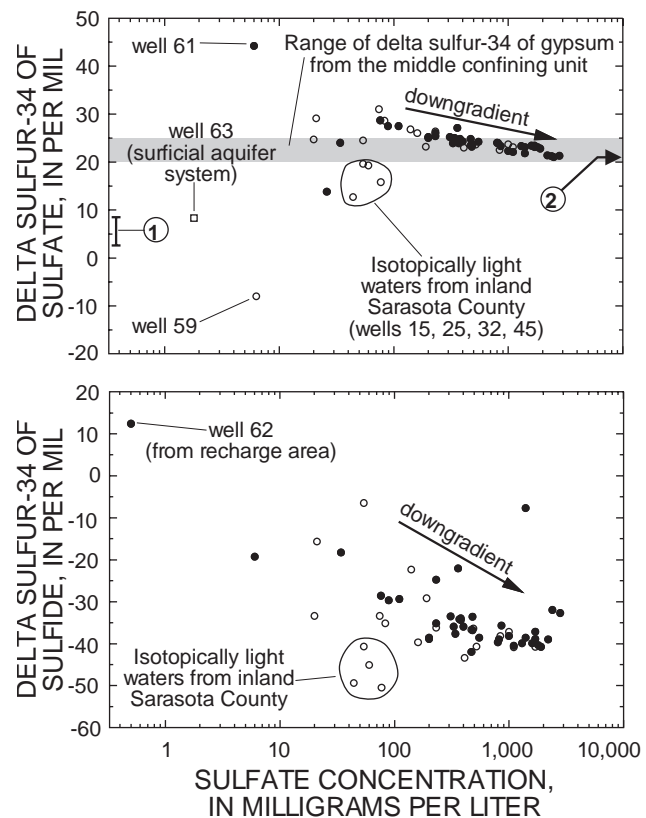 DELTA SULFUR-34 OF
SULFATE, IN PER MIL
50
40
30
20
10
0
-10
-20
well 61
Range of delta sulfur-34 of gypsum
from the middle confining unit
downgradient
well 63
(surficial aquifer
system)
1
2
Isotopically light
waters from inland
Sarasota County
(wells 15, 25, 32, 45)
well 59
DELTA SULFUR-34 OF
SULFIDE, IN PER MIL
20
10
0
-10
-20
-30
-40
-50
-60
well 62
(from recharge area)
downgradient
Isotopically light
waters from inland
Sarasota County
1
10
100
1,000
10,000
SULFATE CONCENTRATION,
IN MILLIGRAMS PER LITER